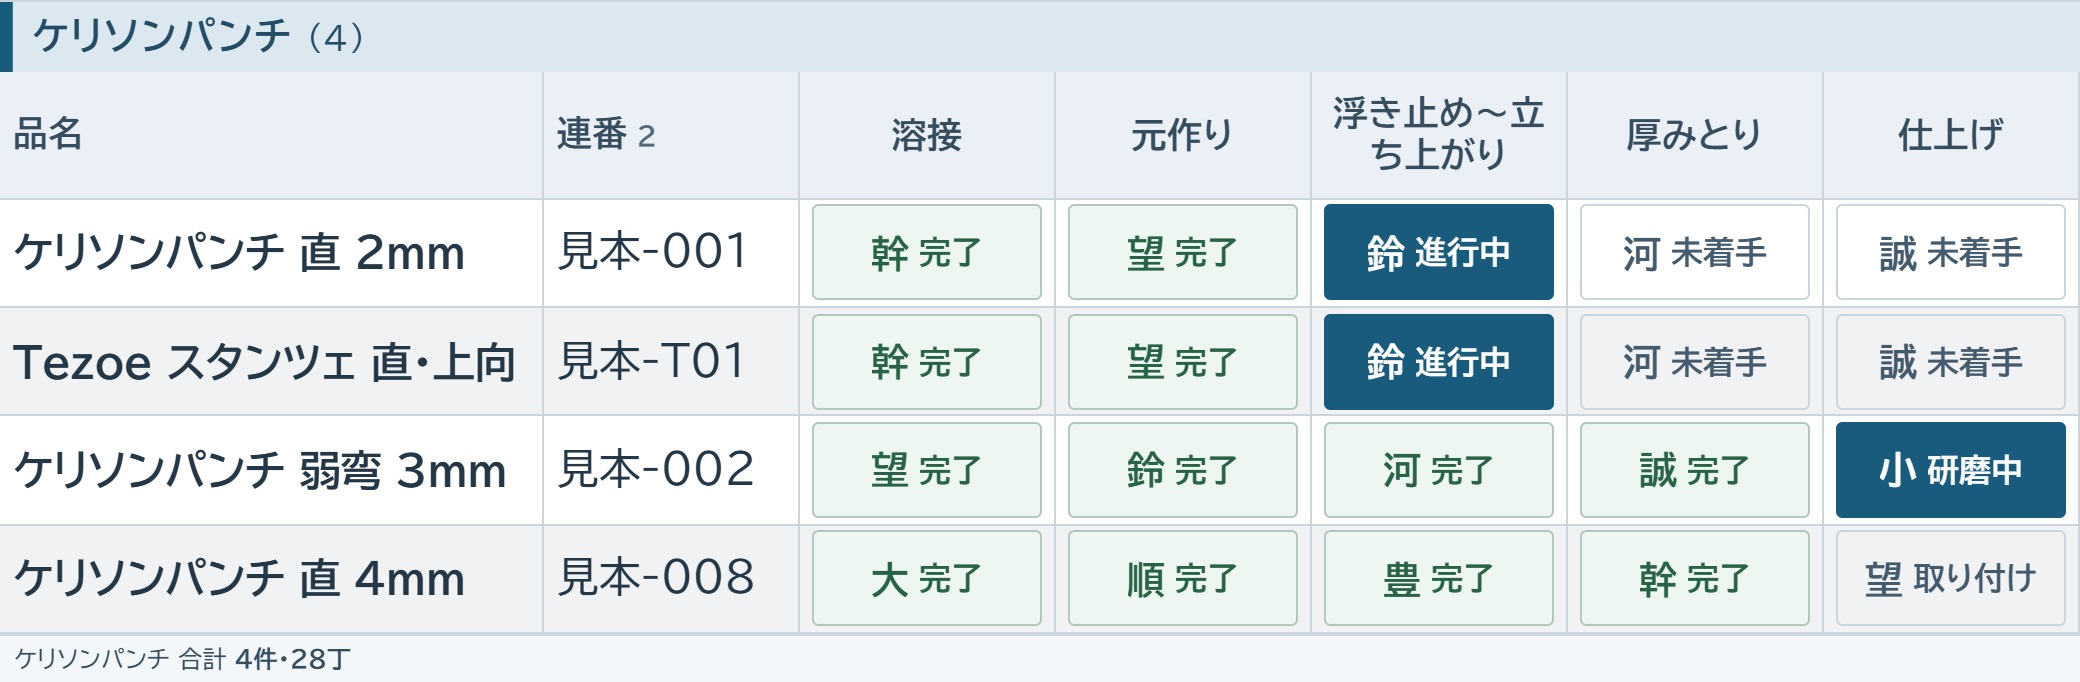 ケリソンパンチ（4）
品名 連番 2 溶接 元作り 浮き止め～立ち上がり 厚みとり 仕上げ
ケリソンパンチ 直 2mm 見本-001 幹 完了 望 完了 鈴 進行中 河 未着手 誠 未着手
Tezoe スタンツェ 直・上向 見本-T01 幹 完了 望 完了 鈴 進行中 河 未着手 誠 未着手
ケリソンパンチ 弱弯 3mm 見本-002 望 完了 鈴 完了 河 完了 誠 完了 小 研磨中
ケリソンパンチ 直 4mm 見本-008 大 完了 順 完了 豊 完了 幹 完了 望 取り付け
ケリソンパンチ 合計 4件・28丁